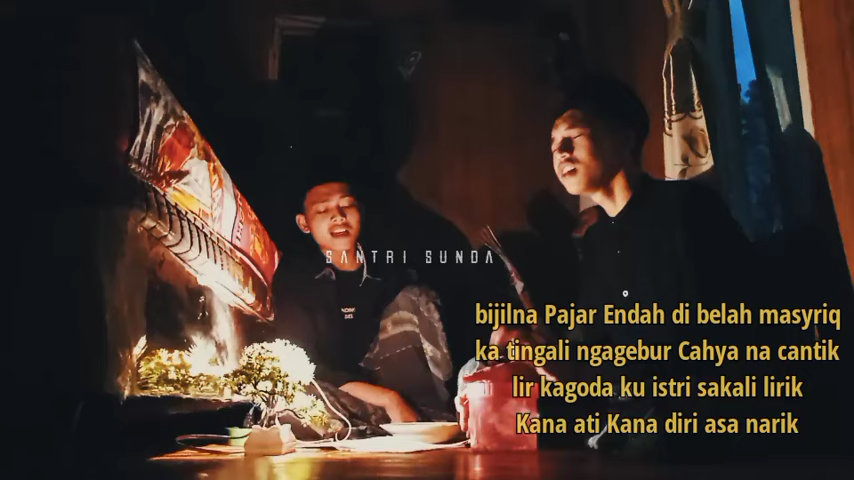 SANTRI SUNDA
bijilna Pajar Endah di belah masyriq
ka tingali ngagebur Cahya na cantik
lir kagoda ku istri sakali lirik
Kana ati Kana diri asa narik